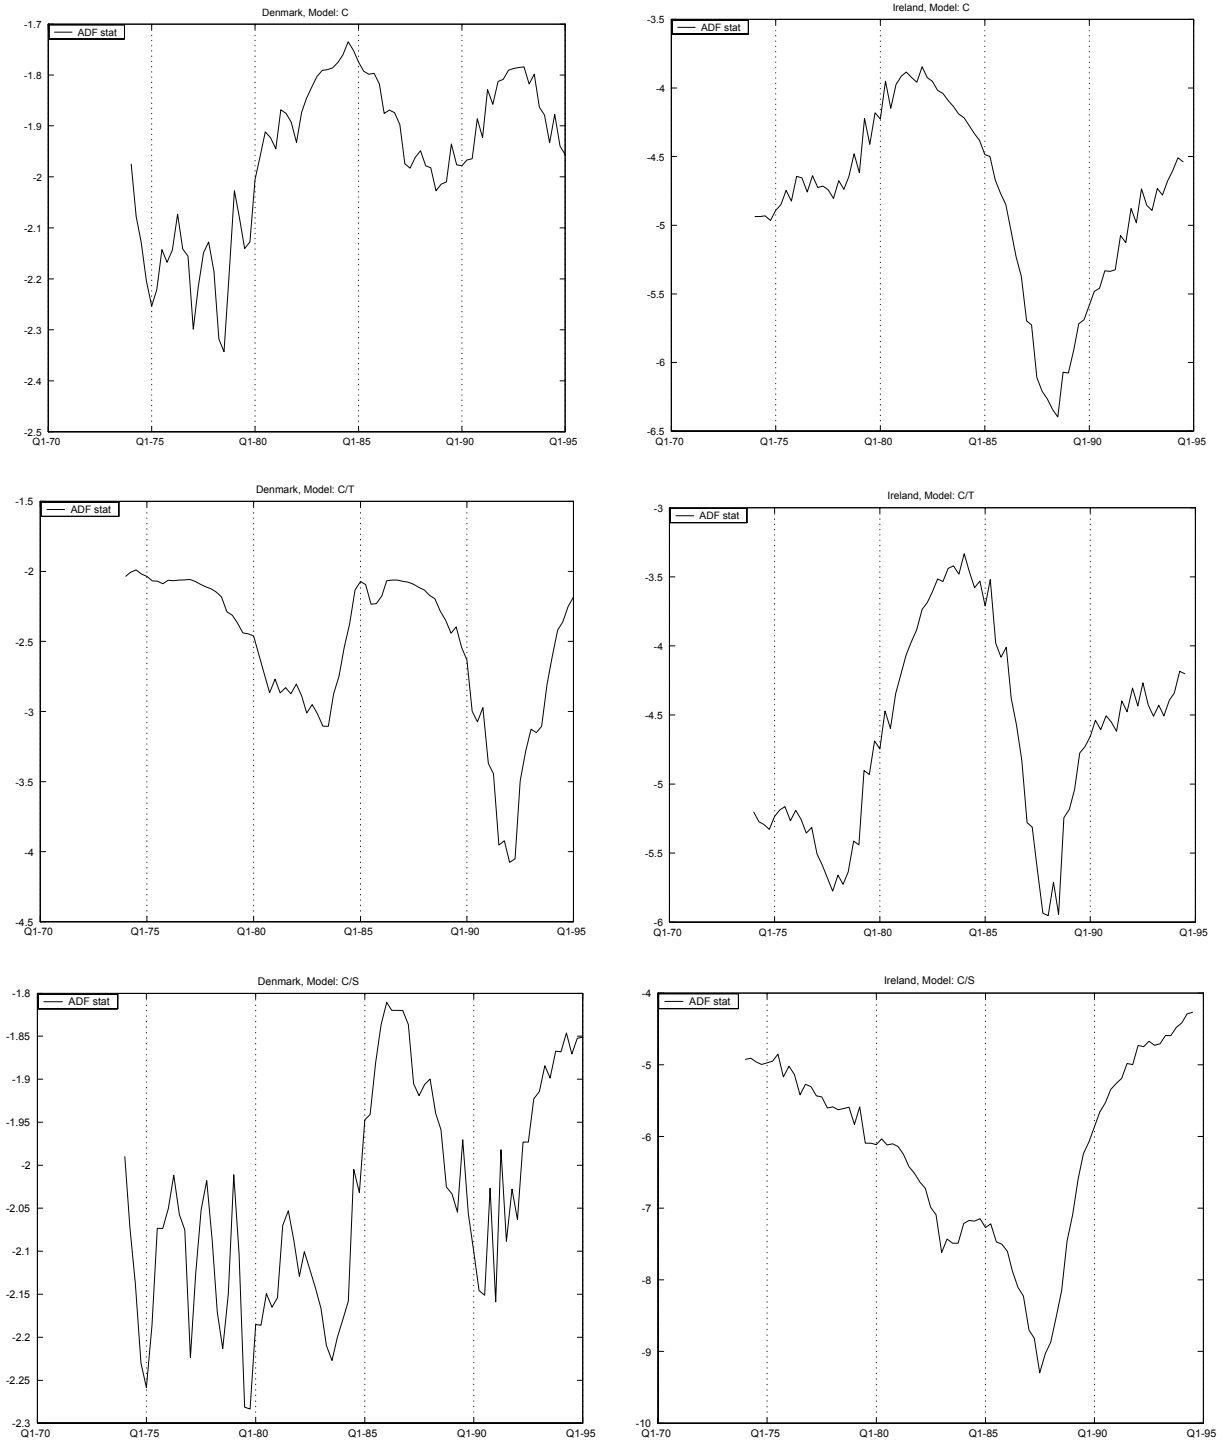 Denmark, Model: C
ADF stat
-1.7
-1.8
-1.9
-2
-2.1
-2.2
-2.3
-2.4
-2.5
Q1-70 Q1-75 Q1-80 Q1-85 Q1-90 Q1-95
Ireland, Model: C
ADF stat
-3.5
-4
-4.5
-5
-5.5
-6
-6.5
Q1-70 Q1-75 Q1-80 Q1-85 Q1-90 Q1-95
Denmark, Model: C/T
ADF stat
-1.5
-2
-2.5
-3
-3.5
-4
-4.5
Q1-70 Q1-75 Q1-80 Q1-85 Q1-90 Q1-95
Ireland, Model: C/T
ADF stat
-3
-3.5
-4
-4.5
-5
-5.5
-6
Q1-70 Q1-75 Q1-80 Q1-85 Q1-90 Q1-95
Denmark, Model: C/S
ADF stat
-1.8
-1.85
-1.9
-1.95
-2
-2.05
-2.1
-2.15
-2.2
-2.25
-2.3
Q1-70 Q1-75 Q1-80 Q1-85 Q1-90 Q1-95
Ireland, Model: C/S
ADF stat
-4
-5
-6
-7
-8
-9
-10
Q1-70 Q1-75 Q1-80 Q1-85 Q1-90 Q1-95